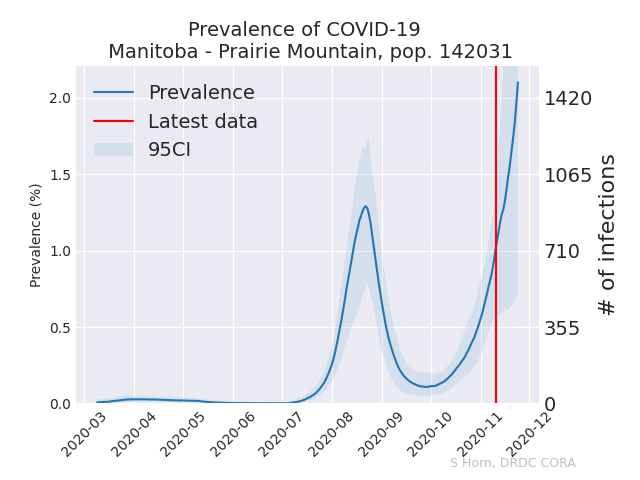 Prevalence of COVID-19
Manitoba - Prairie Mountain, pop. 142031
Prevalence
Latest data
95CI
Prevalence (%)
2.0
1.5
1.0
0.5
0.0
1420
1065
710
355
0
# of infections
2020-03
2020-04
2020-05
2020-06
2020-07
2020-08
2020-09
2020-10
2020-11
2020-12
S Horn, DRDC CORA